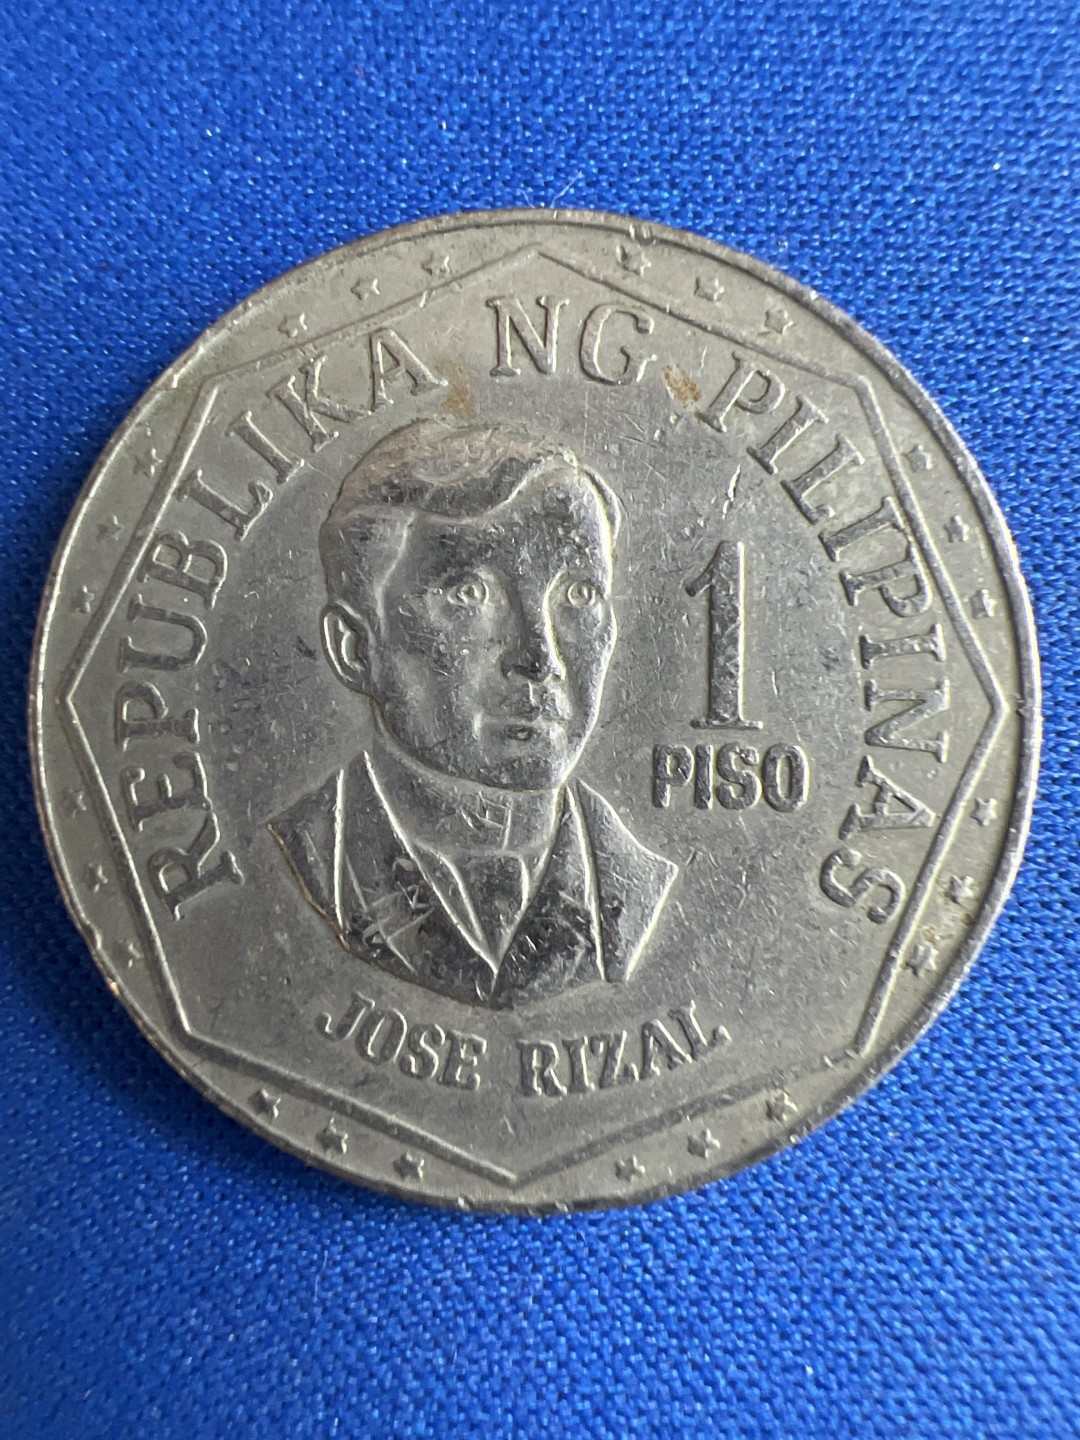 REPUBLIKA NG PILIPINAS
1
PISO
JOSE RIZAL